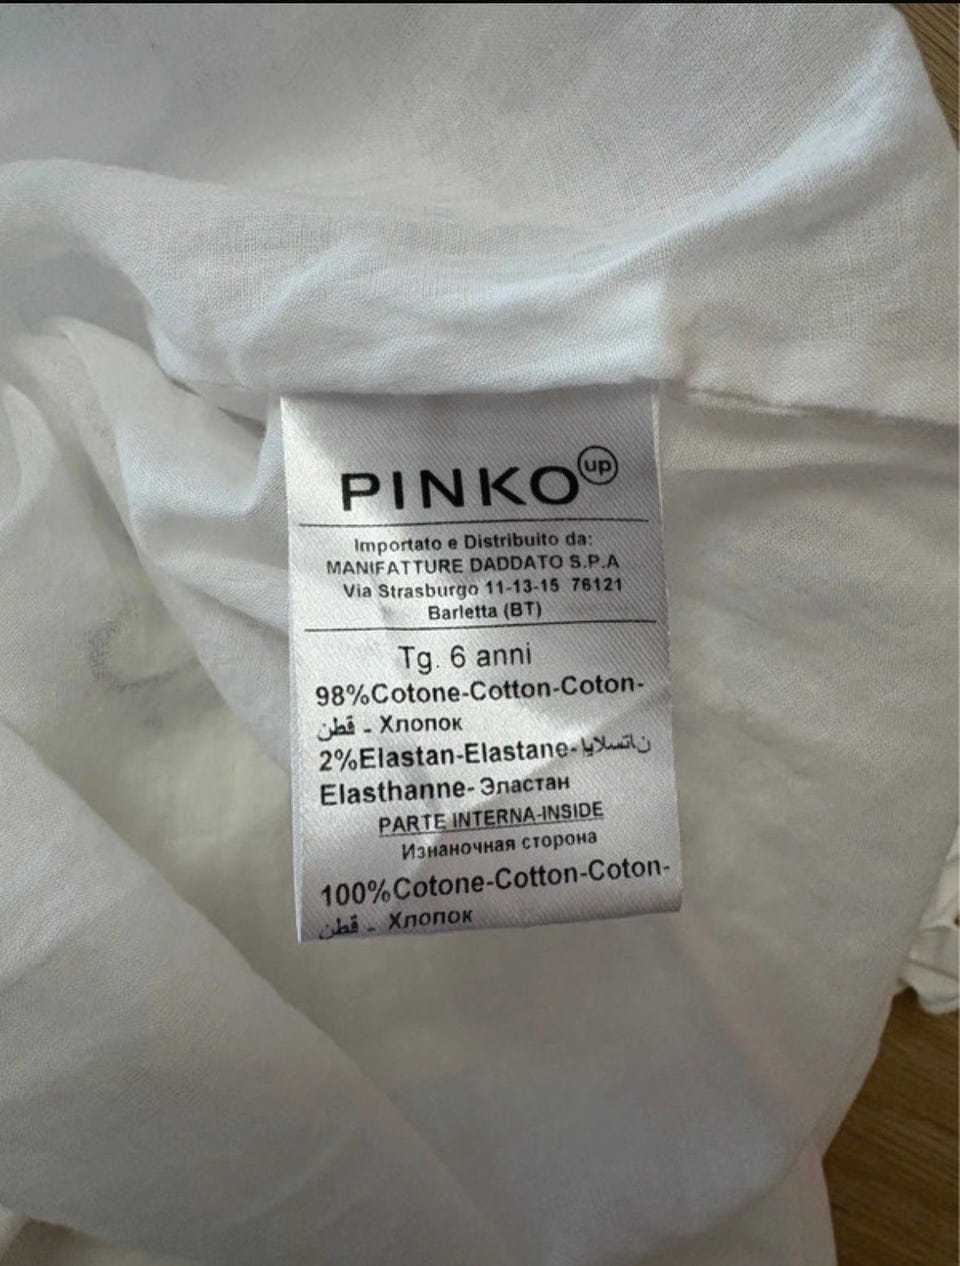 PINKO up
Importato e Distribuito da:
MANIFATTURE DADDATO S.P.A
Via Strasburgo 11-13-15 76121
Barletta (BT)
Tg. 6 anni
98%Cotone-Cotton-Coton-
قطن - Хлопок
2%Elastan-Elastane-ﻥﺎﺘﺴﻠﻳﺍ
Elasthanne-Эластан
PARTE INTERNA-INSIDE
Изнаночная сторона
100%Cotone-Cotton-Coton-
قطن - Хлопок